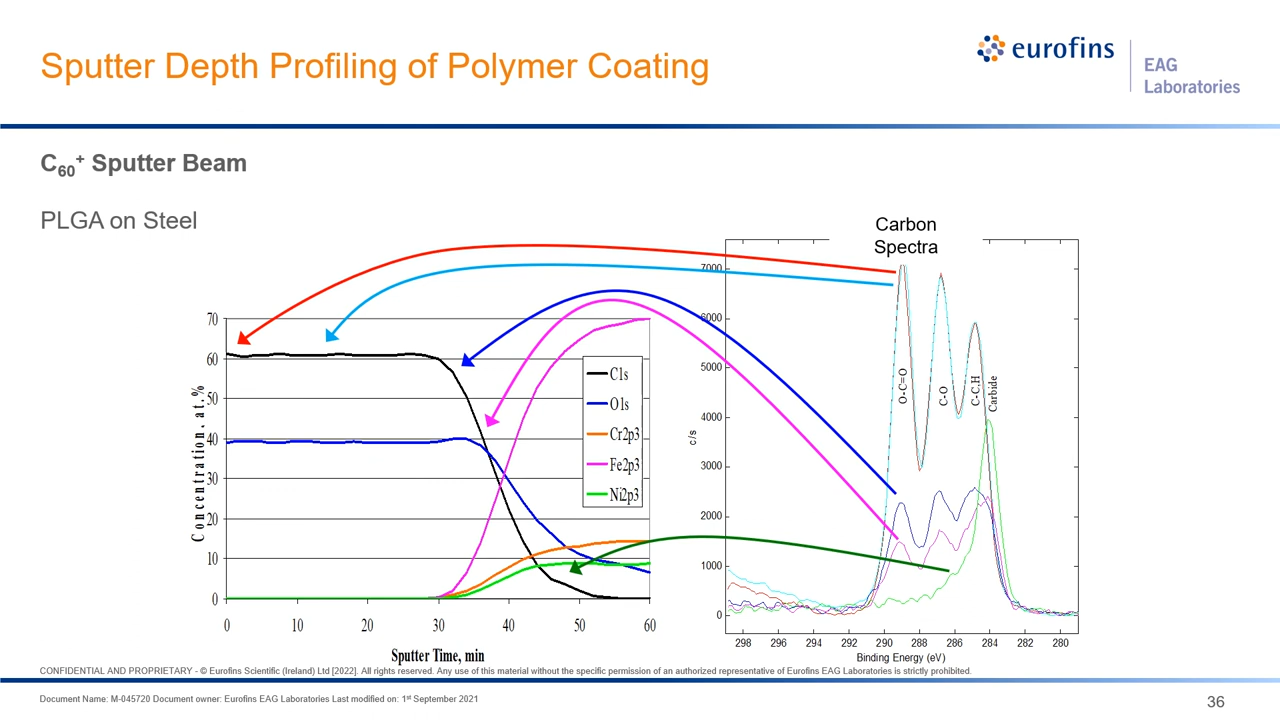 Sputter Depth Profiling of Polymer Coating
eurofins
EAG
Laboratories
C60+ Sputter Beam
PLGA on Steel
Carbon
Spectra
70
60
50
40
30
20
10
0
Concentration, at.%
0 10 20 30 40 50 60
Sputter Time, min
C1s
O1s
Cr2p3
Fe2p3
Ni2p3
7000
6000
5000
4000
3000
2000
1000
0
c/s
O-C=O
C-O
C-C,H
Carbide
298 296 294 292 290 288 286 284 282 280
Binding Energy (eV)
CONFIDENTIAL AND PROPRIETARY - © Eurofins Scientific (Ireland) Ltd [2022]. All rights reserved. Any use of this material without the specific permission of an authorized representative of Eurofins EAG Laboratories is strictly prohibited.
Document Name: M-045720 Document owner: Eurofins EAG Laboratories Last modified on: 1st September 2021
36